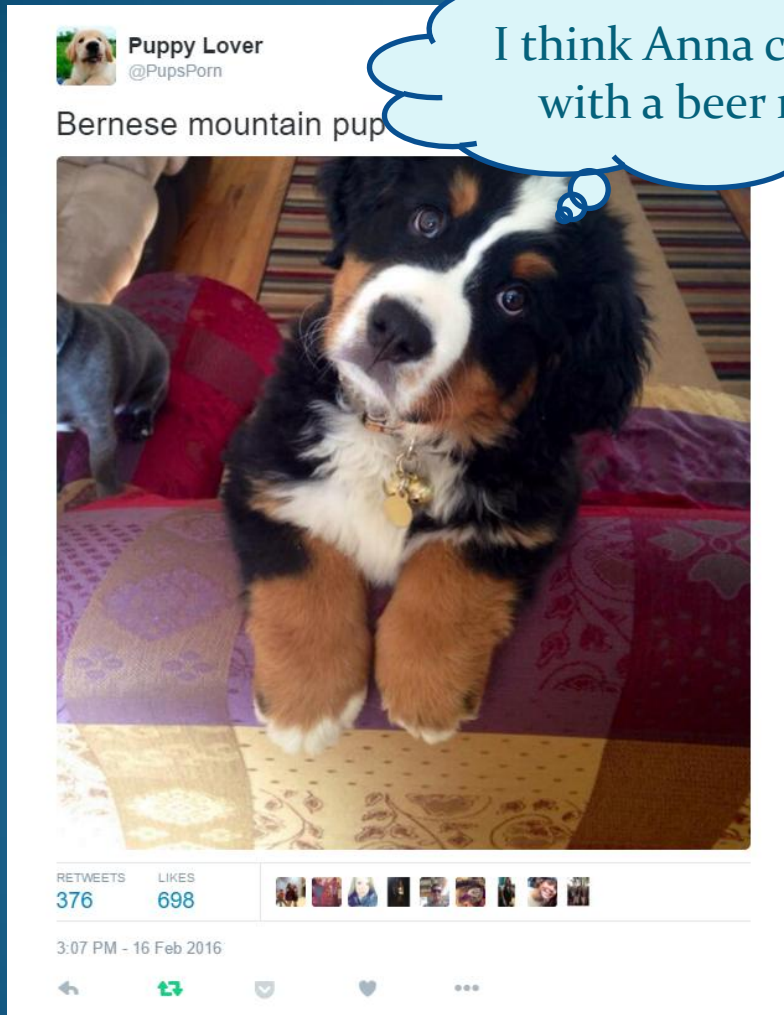 Puppy Lover
@PupsPorn
I think Anna
with a beer
Bernese mountain
RETWEETS
376
LIKES
698
3:07 PM - 16 Feb 2016